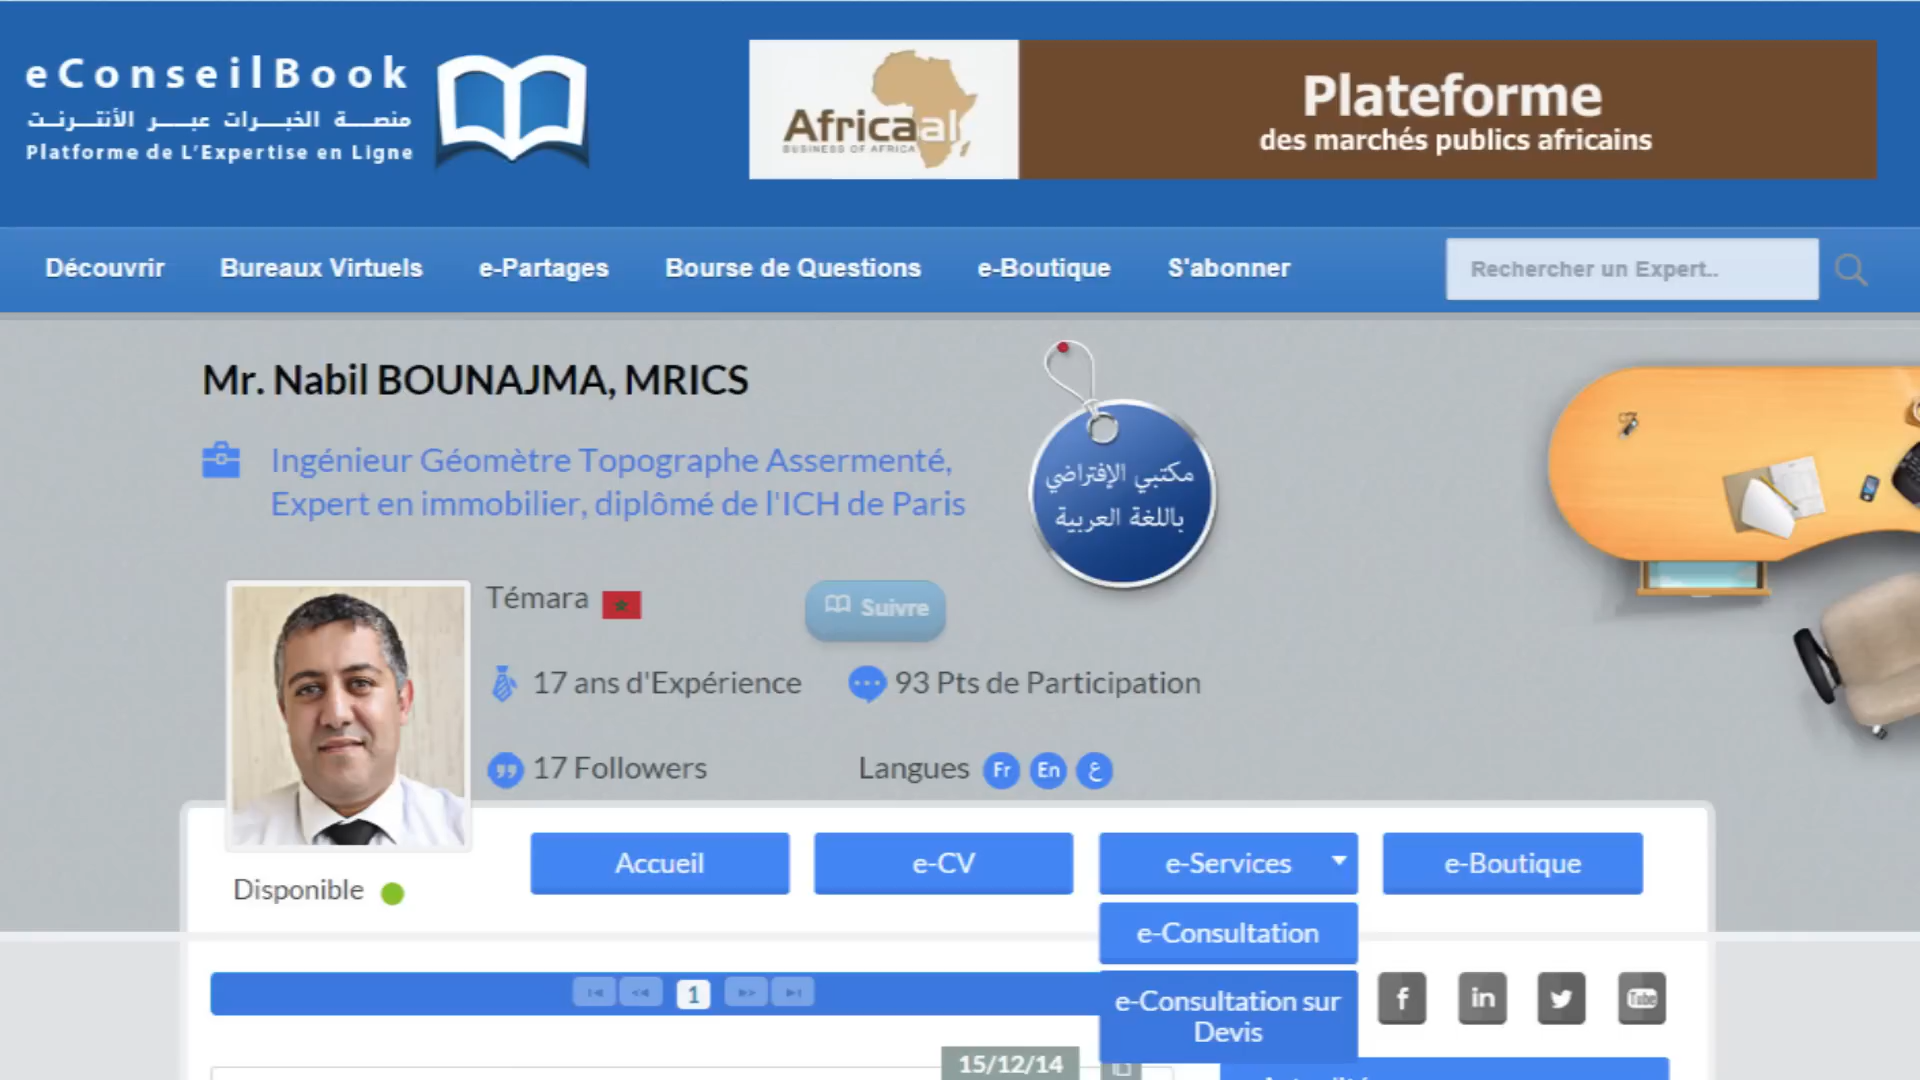 eConseilBook
منصة الخبرات عبر الأنترنت
Platforme de L'Expertise en Ligne
Africaal
BUSINESS OF AFRICA
Plateforme
des marchés publics africains
Découvrir
Bureaux Virtuels
e-Partages
Bourse de Questions
e-Boutique
S'abonner
Rechercher un Expert..
Mr. Nabil BOUNAJMA, MRICS
Ingénieur Géomètre Topographe Assermenté,
Expert en immobilier, diplômé de l'ICH de Paris
مكتبي الإفتراضي
باللغة العربية
Témara
Suivre
17 ans d'Expérience
93 Pts de Participation
17 Followers
Langues Fr En ع
Disponible
Accueil
e-CV
e-Services
e-Boutique
e-Consultation
e-Consultation sur
Devis
1
f
in
You Tube
15/12/14